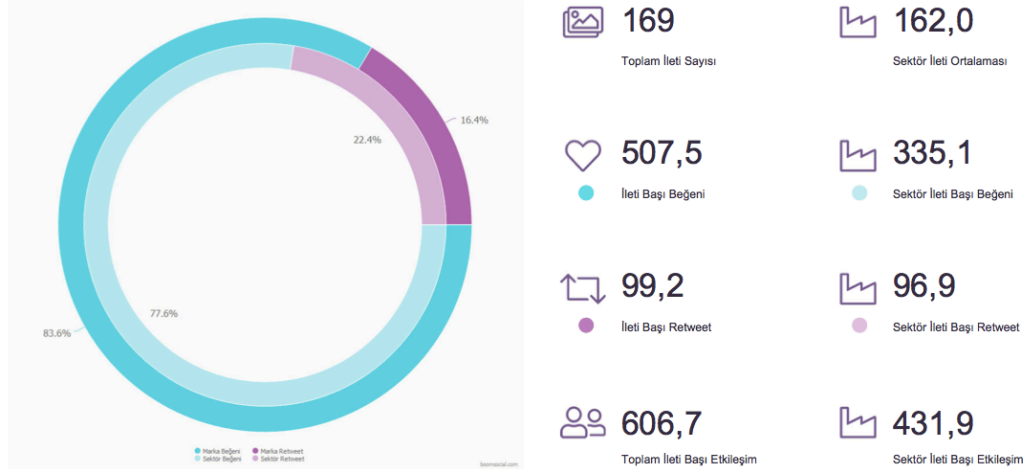 16.4%
22.4%
77.6%
83.6%
Marka Beğeni Marka Retweet
Sektör Beğeni Sektör Retweet
boomsocial.com
169
Toplam İleti Sayısı
162,0
Sektör İleti Ortalaması
507,5
İleti Başı Beğeni
335,1
Sektör İleti Başı Beğeni
99,2
İleti Başı Retweet
96,9
Sektör İleti Başı Retweet
606,7
Toplam İleti Başı Etkileşim
431,9
Sektör İleti Başı Etkileşim